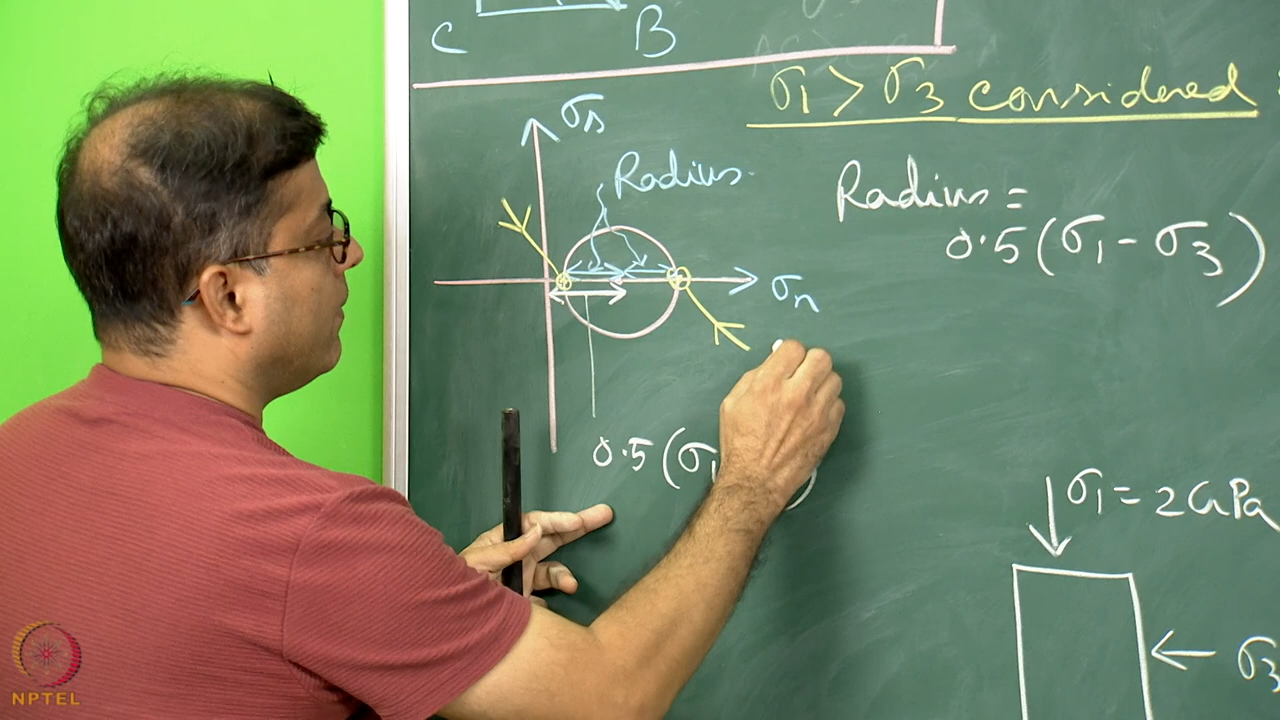 C B
σ1 > σ3 considered
σs
Radius
Radius =
0.5(σ1 - σ3)
σn
0.5(σ1 )
σ1 = 2 GPa
σ3
NPTEL